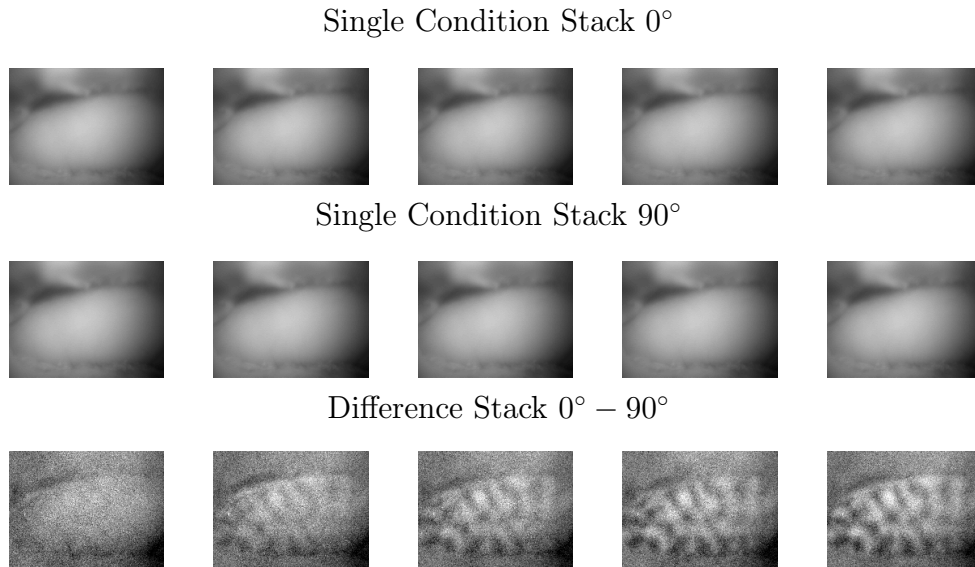 Single Condition Stack 0°
Single Condition Stack 90°
Difference Stack 0° − 90°